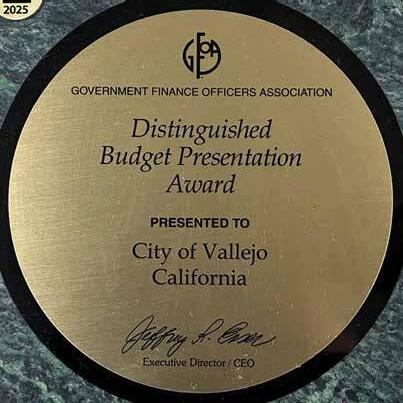 2025
GFOA
GOVERNMENT FINANCE OFFICERS ASSOCIATION
Distinguished
Budget Presentation
Award
PRESENTED TO
City of Vallejo
California
Executive Director / CEO